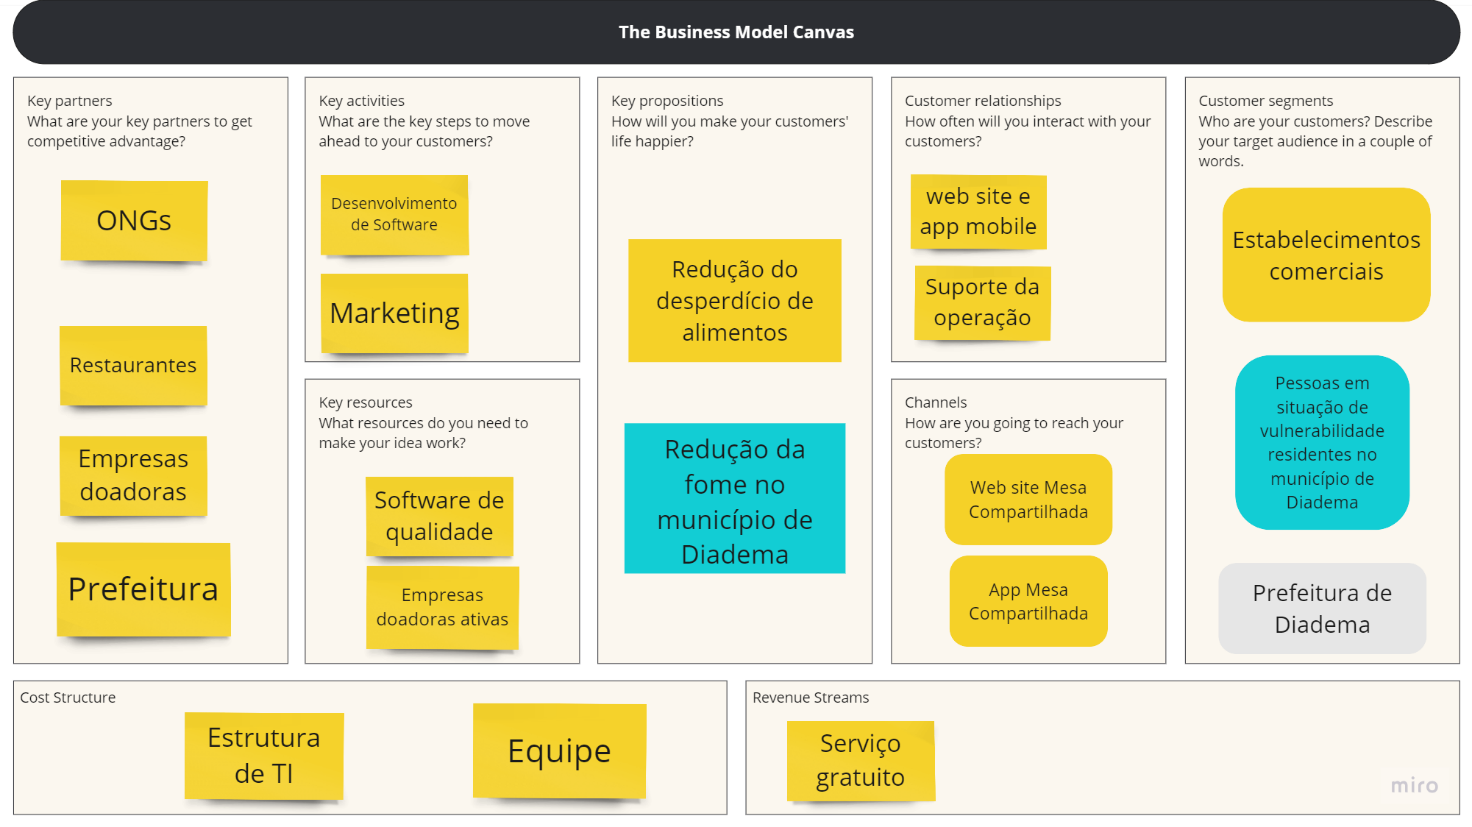 The Business Model Canvas
Key partners
What are your key partners to get
competitive advantage?
ONGs
Restaurantes
Empresas
doadoras
Prefeitura
Key activities
What are the key steps to move
ahead to your customers?
Desenvolvimento
de Software
Marketing
Key resources
What resources do you need to
make your idea work?
Software de
qualidade
Empresas
doadoras ativas
Key propositions
How will you make your customers'
life happier?
Redução do
desperdício de
alimentos
Redução da
fome no
município de
Diadema
Customer relationships
How often will you interact with your
customers?
web site e
app mobile
Suporte da
operação
Channels
How are you going to reach your
customers?
Web site Mesa
Compartilhada
App Mesa
Compartilhada
Customer segments
Who are your customers? Describe
your target audience in a couple of
words.
Estabelecimentos
comerciais
Pessoas em
situação de
vulnerabilidade
residentes no
município de
Diadema
Prefeitura de
Diadema
Cost Structure
Estrutura
de TI
Equipe
Revenue Streams
Serviço
gratuito
miro